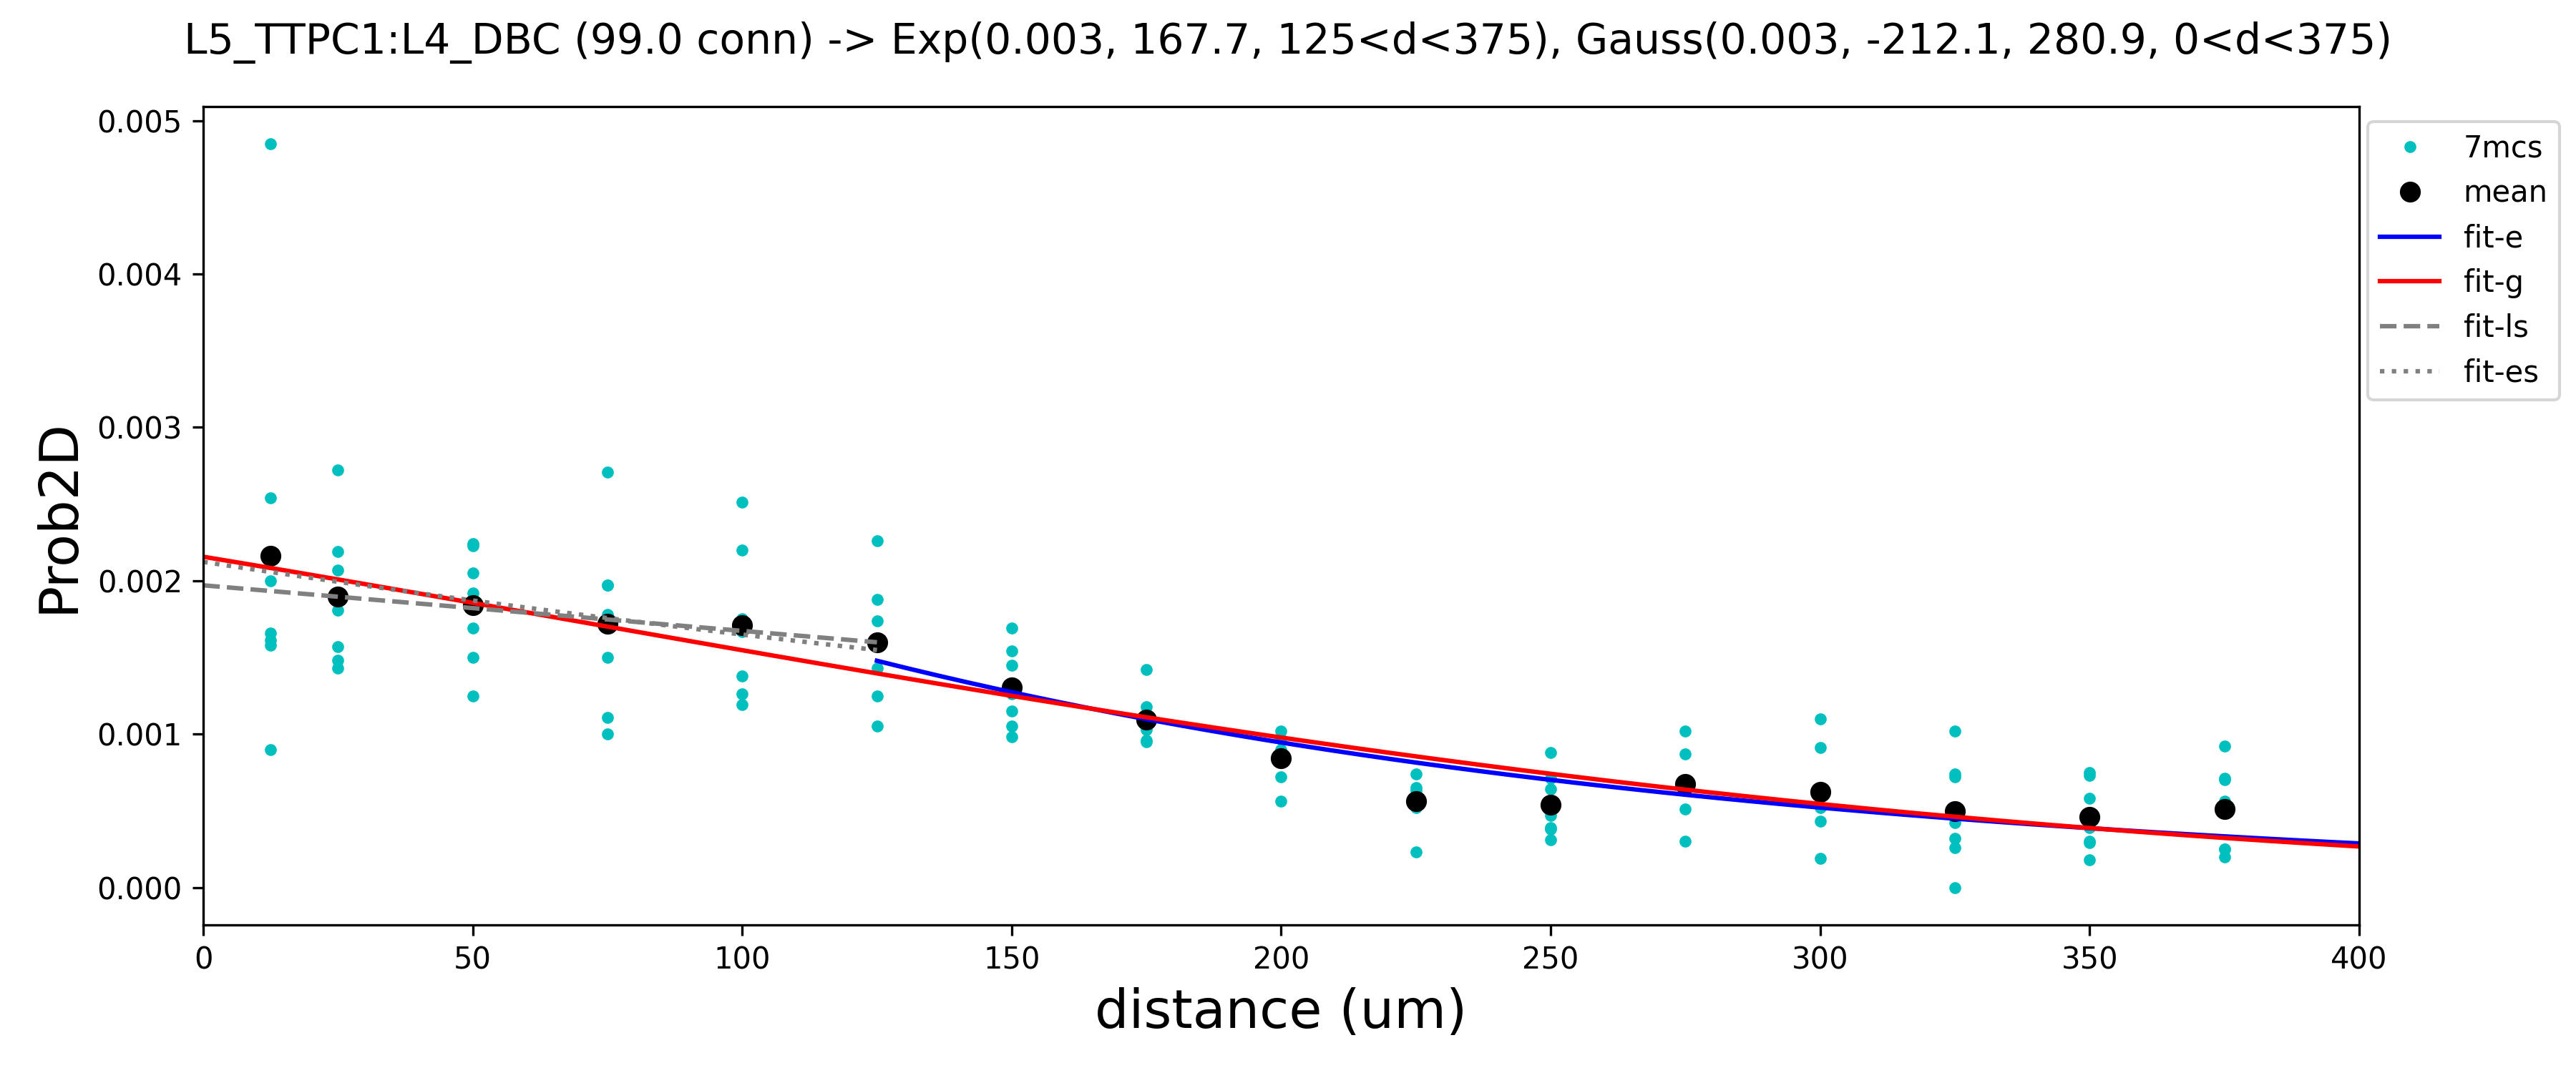 L5_TTPC1:L4_DBC (99.0 conn) -> Exp(0.003, 167.7, 125<d<375), Gauss(0.003, -212.1, 280.9, 0<d<375)
0.005
0.004
0.003
0.002
0.001
0.000
Prob2D
0 50 100 150 200 250 300 350 400
distance (um)
7mcs
mean
fit-e
fit-g
fit-ls
fit-es